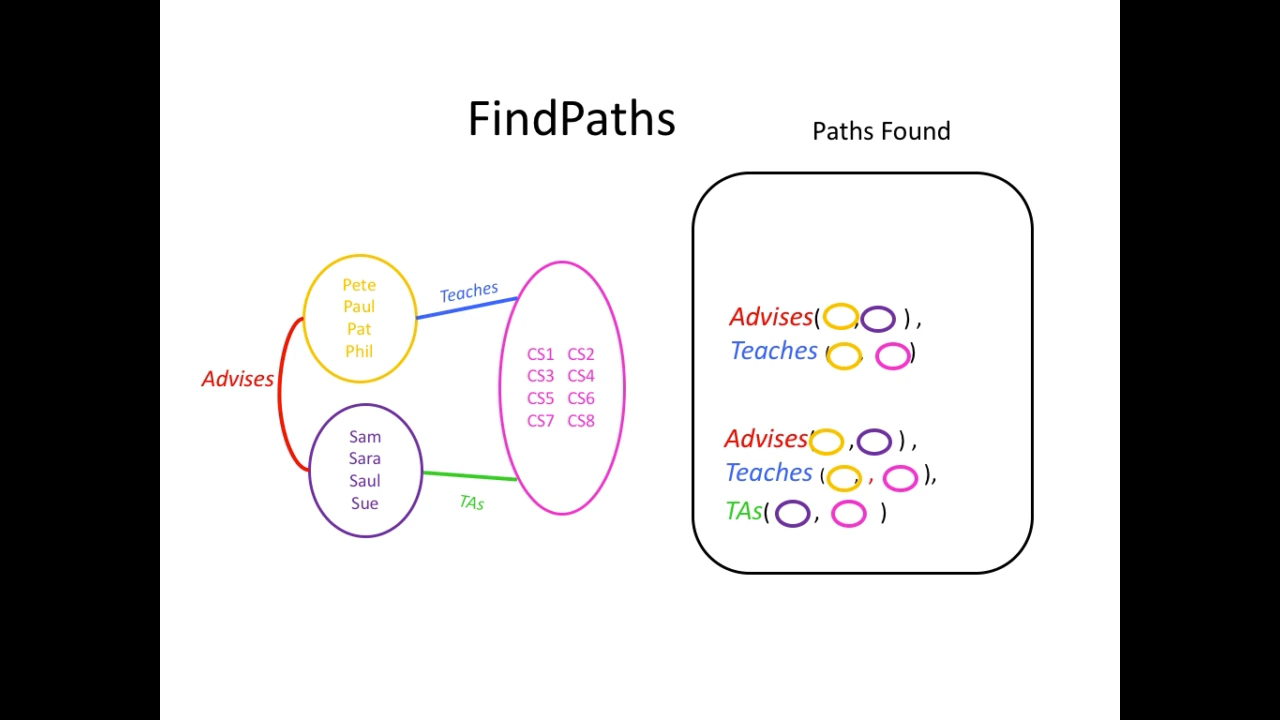 FindPaths
Paths Found
Pete
Paul
Pat
Phil
Teaches
Advises
Sam
Sara
Saul
Sue
TAs
CS1 CS2
CS3 CS4
CS5 CS6
CS7 CS8
Advises( , ) ,
Teaches ( , )
Advises( , ) ,
Teaches ( , , ),
TAs( , )